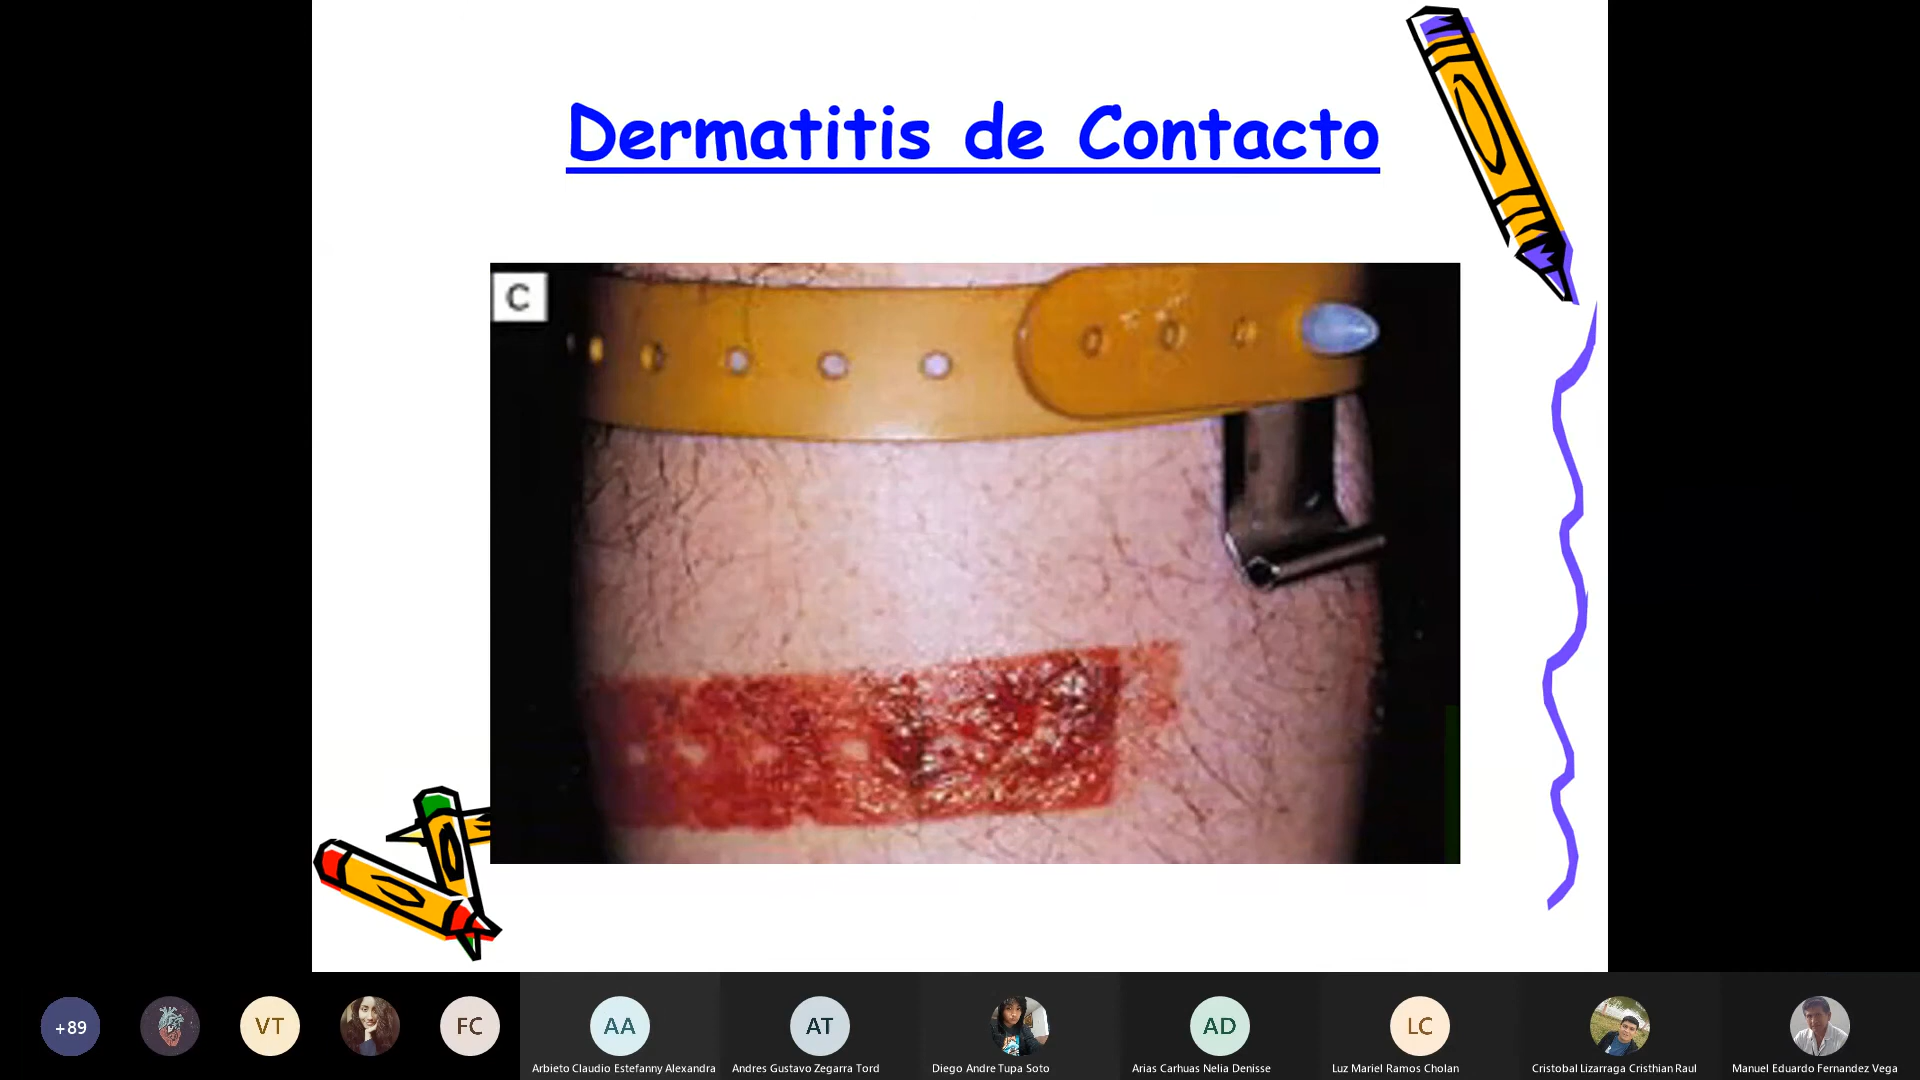 Dermatitis de Contacto
C
+89
VT
FC
AA
AT
AD
LC
Arbieto Claudio Estefanny Alexandra
Andres Gustavo Zegarra Tord
Diego Andre Tupa Soto
Arias Carhuas Nelia Denisse
Luz Mariel Ramos Cholan
Cristobal Lizarraga Cristhian Raul
Manuel Eduardo Fernandez Vega